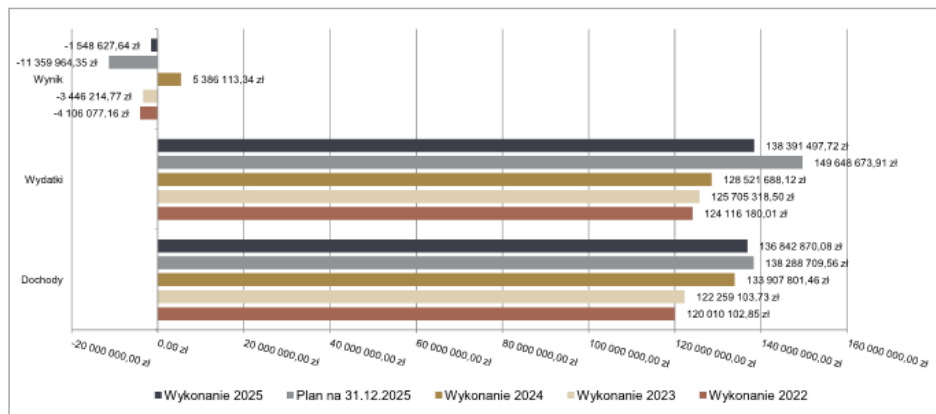 -1 548 627,64 zł
-11 359 964,35 zł
Wynik
5 386 113,34 zł
-3 446 214,77 zł
-4 106 077,16 zł
138 391 497,72 zł
149 648 673,91 zł
Wydatki
128 521 688,12 zł
125 705 318,50 zł
124 116 180,01 zł
136 842 870,08 zł
138 288 709,56 zł
Dochody
133 907 801,46 zł
122 259 103,73 zł
120 010 102,85 zł
-20 000 000,00 zł 0,00 zł 20 000 000,00 zł 40 000 000,00 zł 60 000 000,00 zł 80 000 000,00 zł 100 000 000,00 zł 120 000 000,00 zł 140 000 000,00 zł 160 000 000,00 zł
Wykonanie 2025 Plan na 31.12.2025 Wykonanie 2024 Wykonanie 2023 Wykonanie 2022